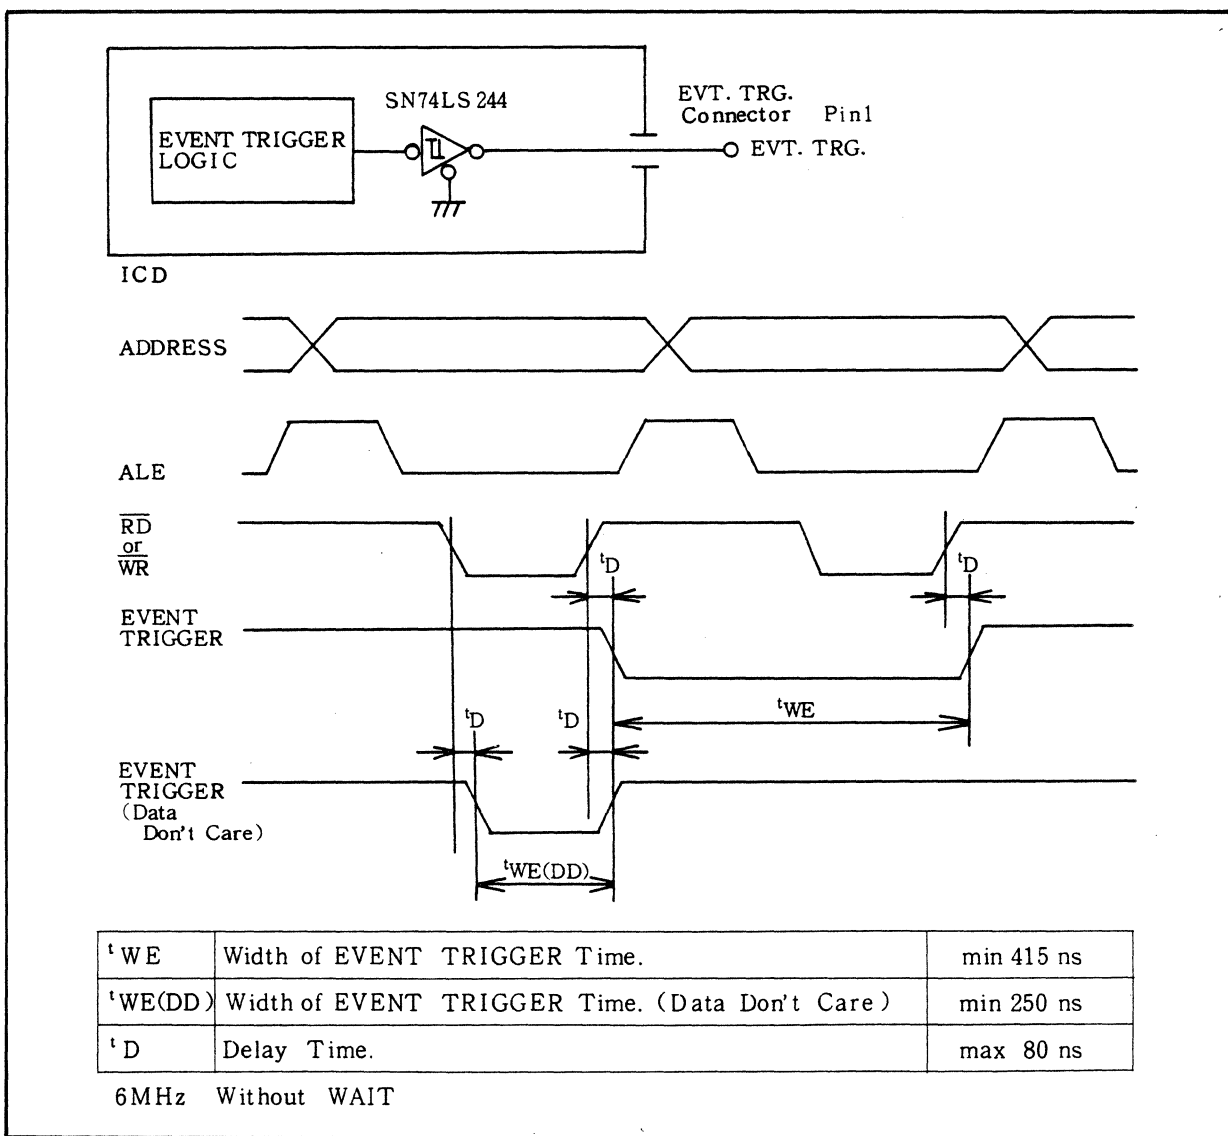 SN74LS244
EVT. TRG.
Connector Pin1
EVENT TRIGGER
LOGIC
EVT. TRG.
ICD
ADDRESS
ALE
RD
or
WR
tD
tD
EVENT
TRIGGER
tWE
tD
tD
EVENT
TRIGGER
(Data
Don't Care)
tWE(DD)
tWE Width of EVENT TRIGGER Time. min 415 ns
tWE(DD) Width of EVENT TRIGGER Time. (Data Don't Care) min 250 ns
tD Delay Time. max 80 ns
6MHz Without WAIT